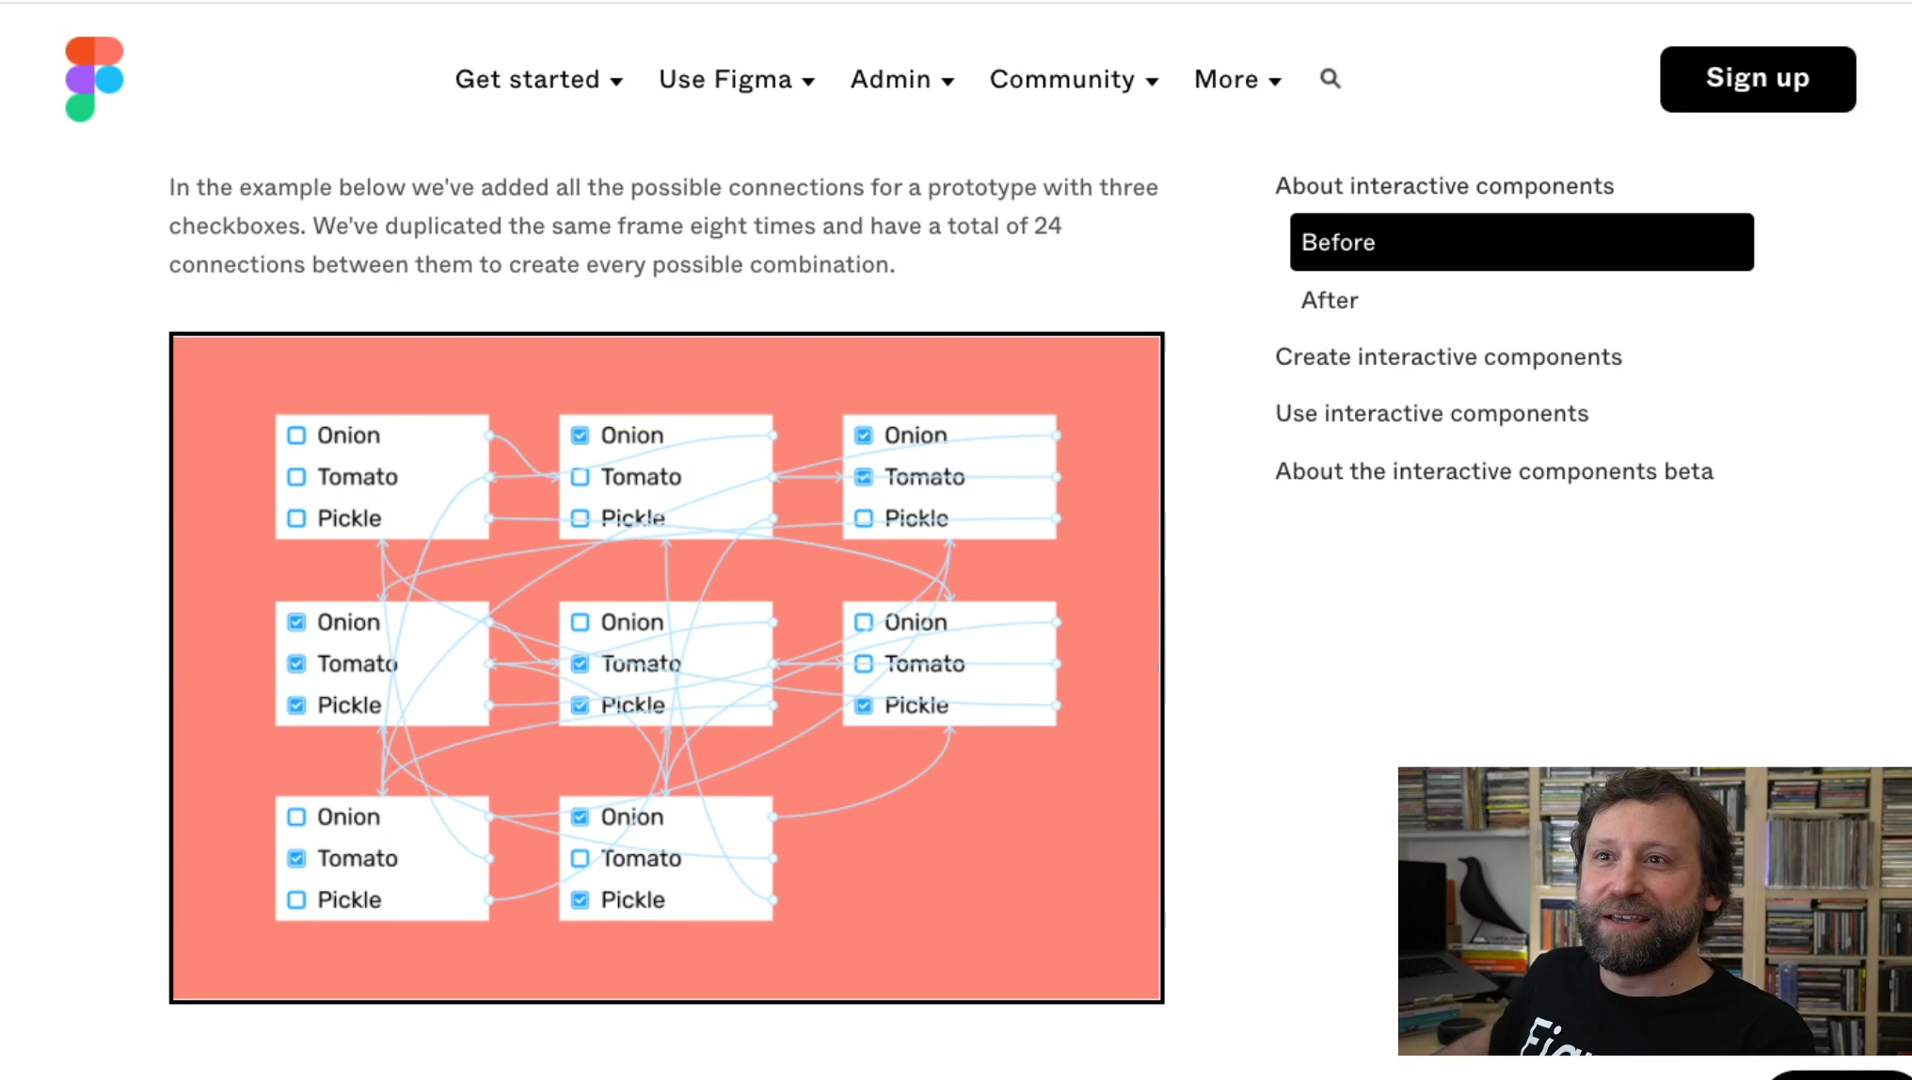 Get started Use Figma Admin Community More
Sign up
In the example below we've added all the possible connections for a prototype with three
checkboxes. We've duplicated the same frame eight times and have a total of 24
connections between them to create every possible combination.
About interactive components
Before
After
Create interactive components
Use interactive components
About the interactive components beta
Onion
Tomato
Pickle
Onion
Tomato
Pickle
Onion
Tomato
Pickle
Onion
Tomato
Pickle
Onion
Tomato
Pickle
Onion
Tomato
Pickle
Onion
Tomato
Pickle
Onion
Tomato
Pickle